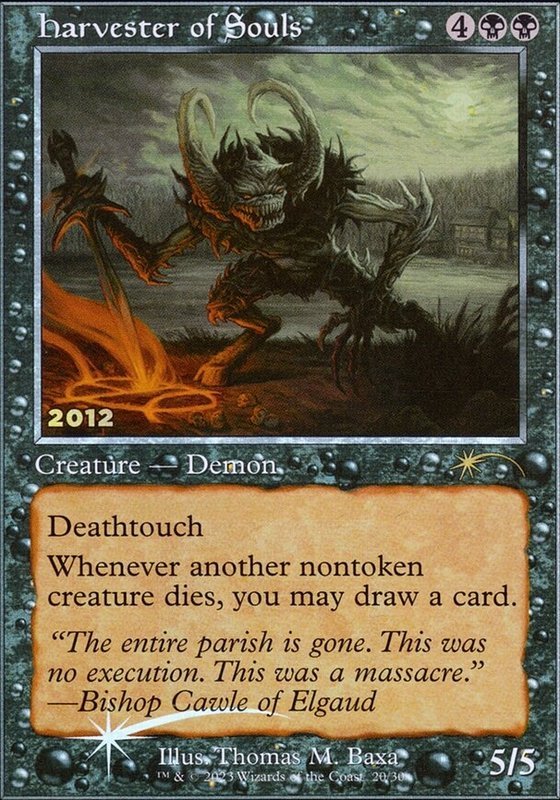 Harvester of Souls 4
2012
Creature — Demon
Deathtouch
Whenever another nontoken
creature dies, you may draw a card.
“The entire parish is gone. This was
no execution. This was a massacre.”
—Bishop Cawle of Elgaud
Illus. Thomas M. Baxa
™ & © 2023 Wizards of the Coast 20/30
5/5